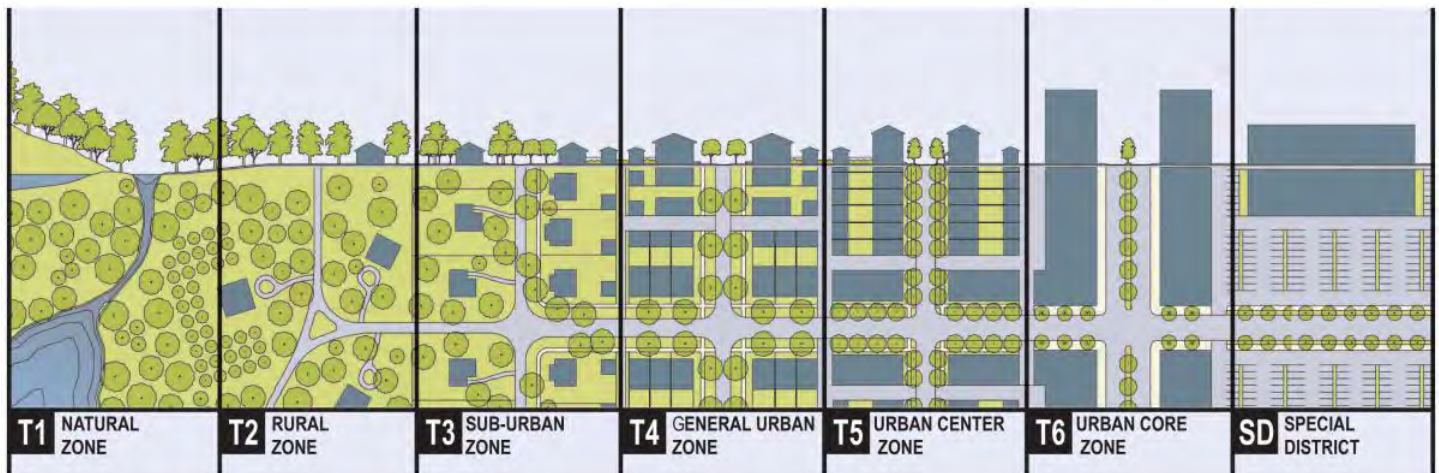 T1 NATURAL
ZONE
T2 RURAL
ZONE
T3 SUB-URBAN
ZONE
T4 GENERAL URBAN
ZONE
T5 URBAN CENTER
ZONE
T6 URBAN CORE
ZONE
SD SPECIAL
DISTRICT